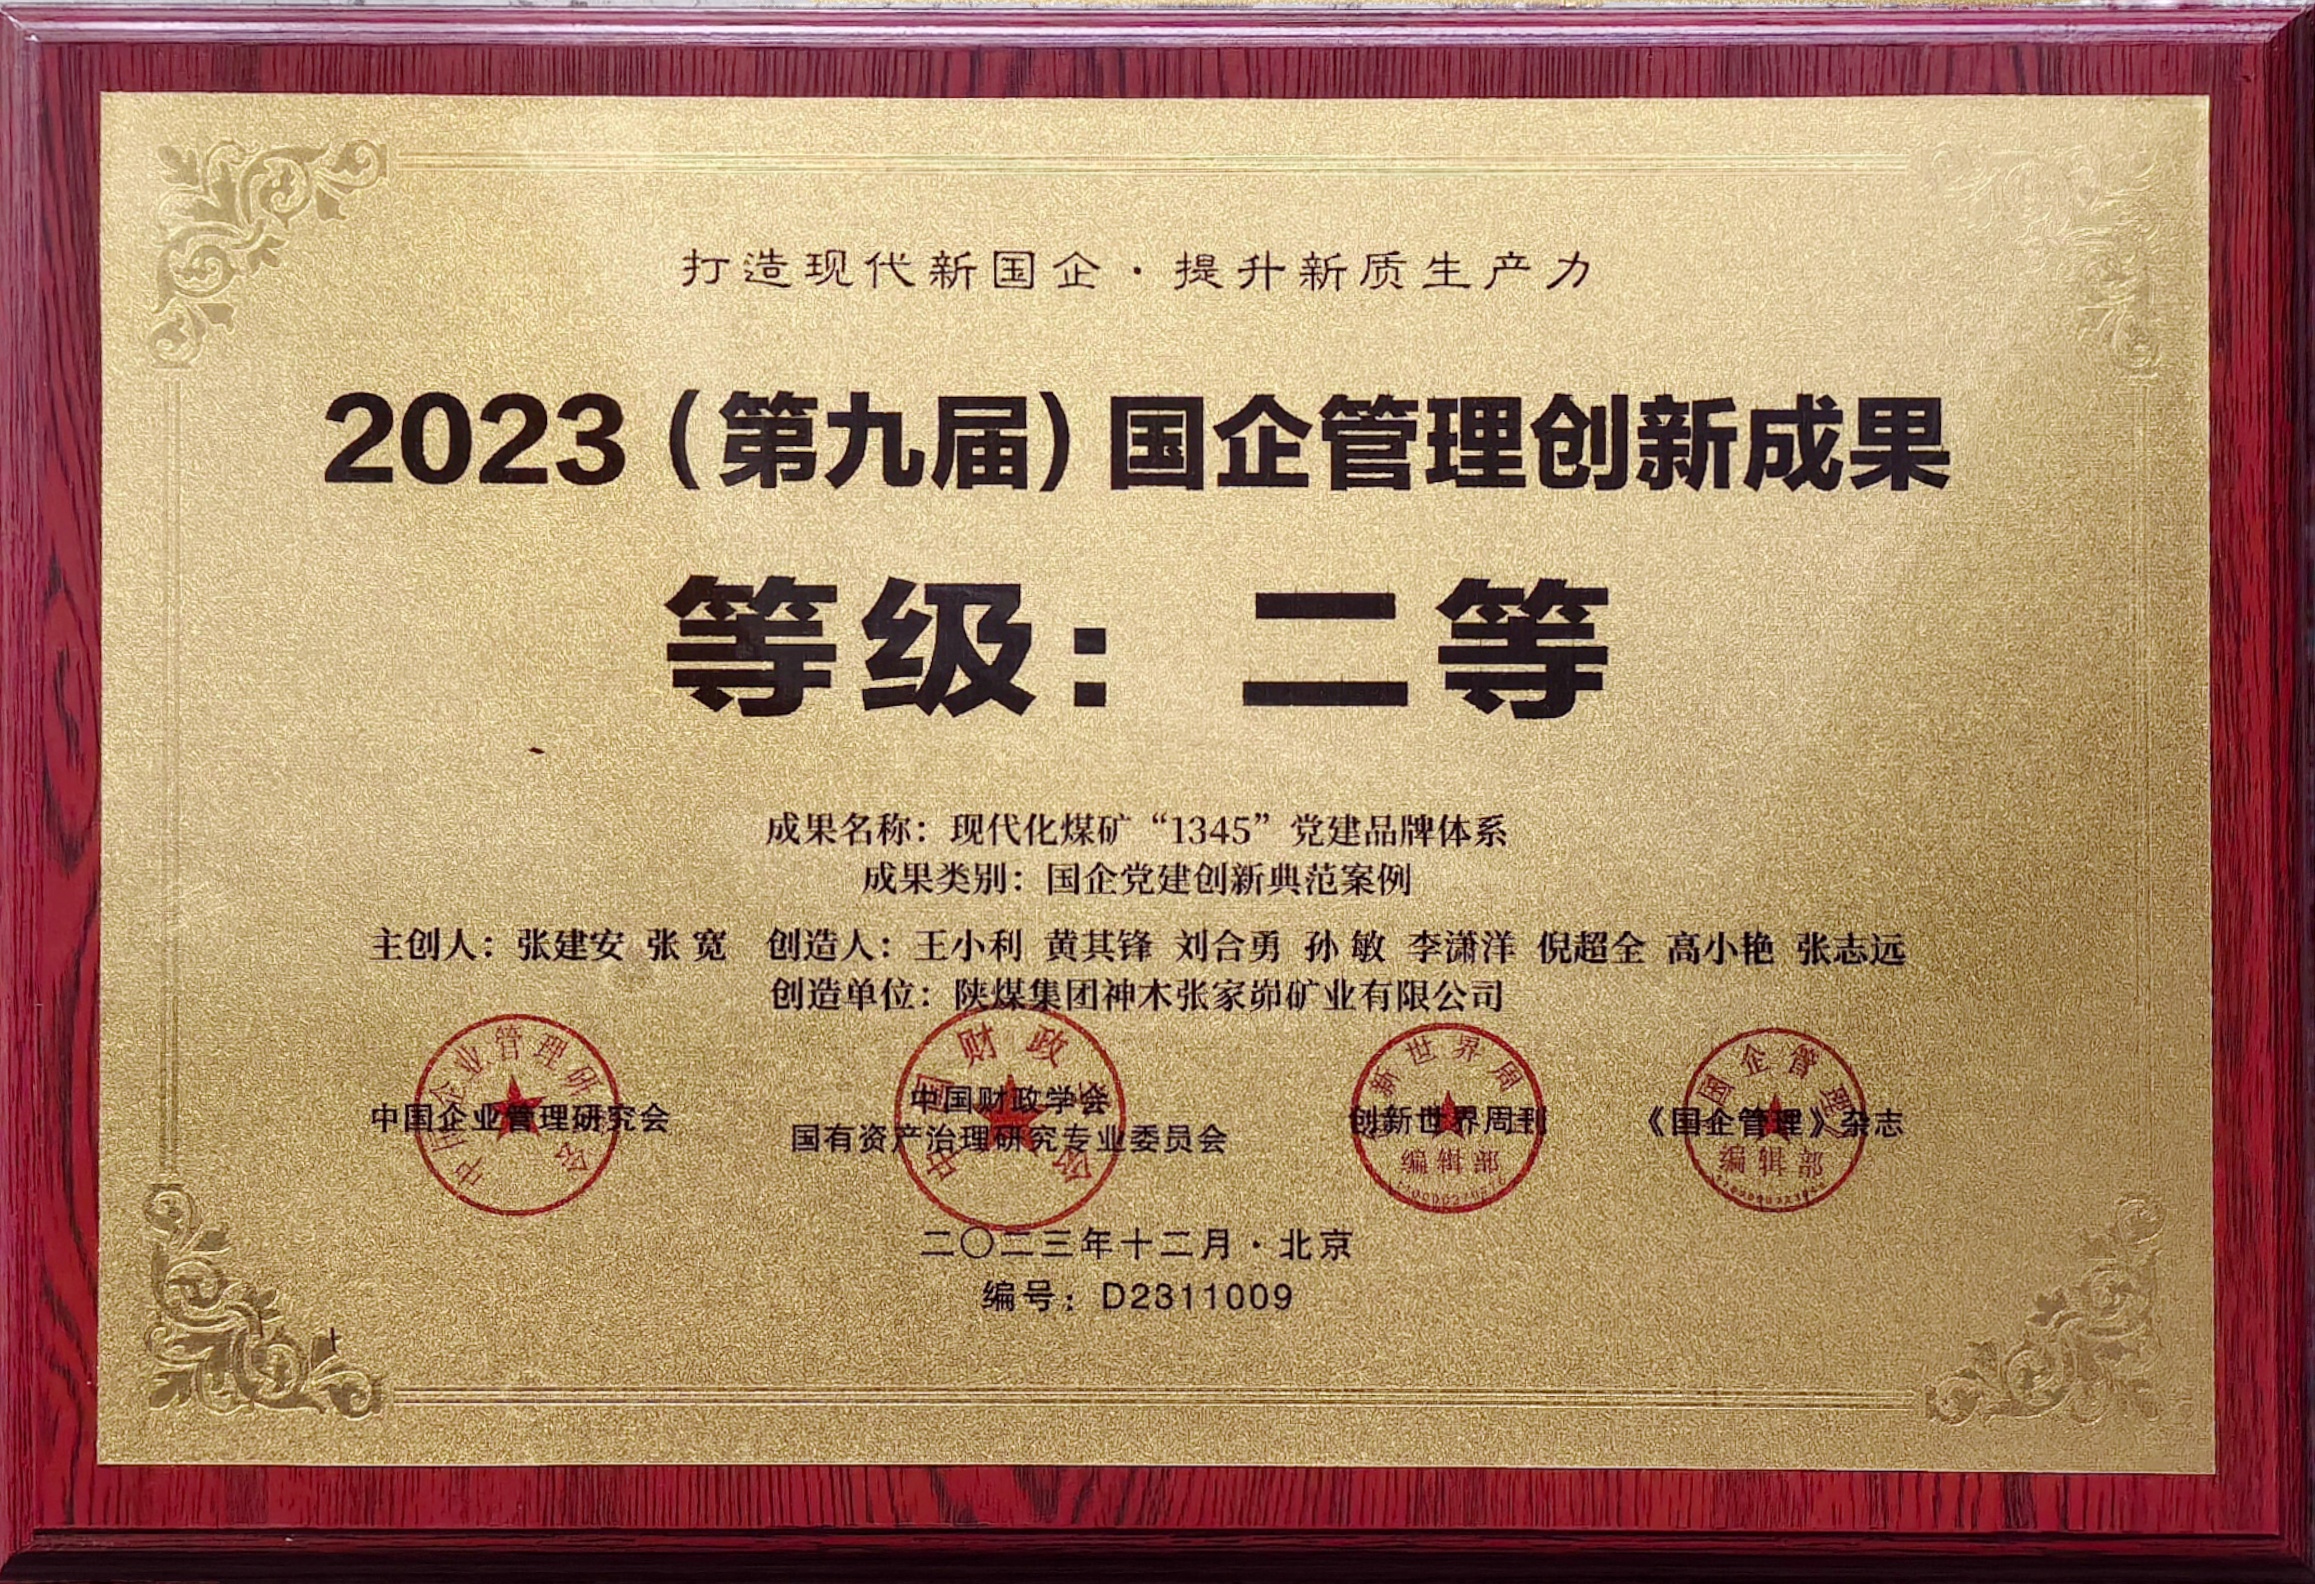 打造现代新国企·提升新质生产力
2023（第九届）国企管理创新成果
等级：二等
成果名称：现代化煤矿“1345”党建品牌体系
成果类别：国企党建创新典范案例
主创人：张建安 张 宽 创造人：王小利 黄其锋 刘合勇 孙 敏 李潇洋 倪超全 高小艳 张志远
创造单位：陕煤集团神木张家峁矿业有限公司
中国企业管理研究会
中国财政学会
国有资产治理研究专业委员会
创新世界周刊
编辑部
《国企管理》杂志
编辑部
二〇二三年十二月·北京
编号：D2311009